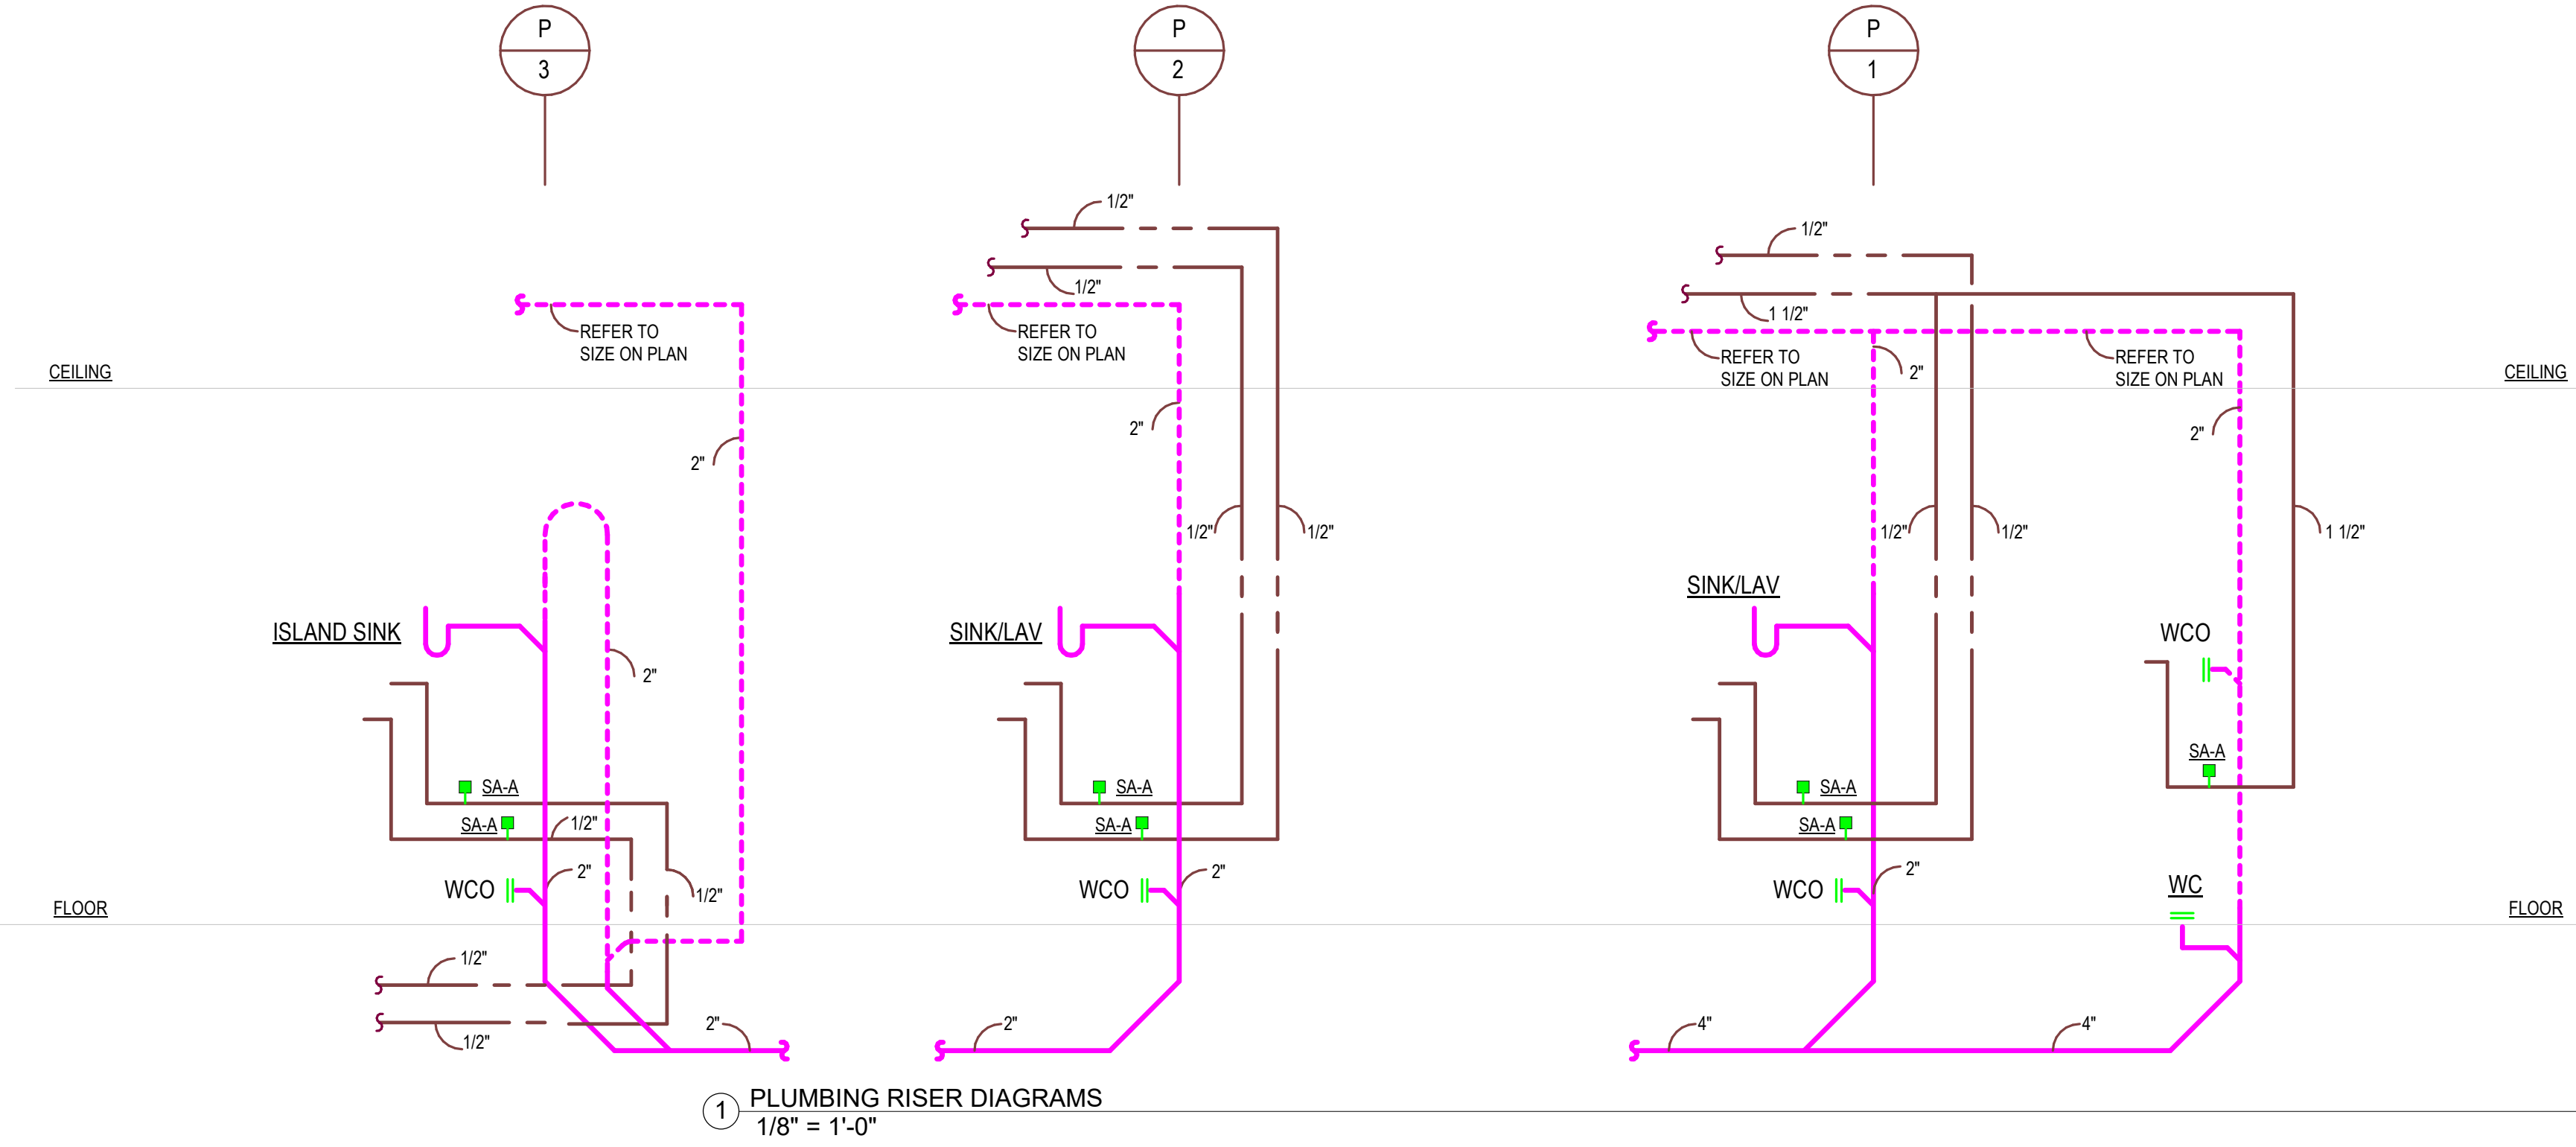 P
3
P
2
P
1
1/2"
1/2"
1/2"
1 1/2"
REFER TO
SIZE ON PLAN
REFER TO
SIZE ON PLAN
REFER TO
SIZE ON PLAN
REFER TO
SIZE ON PLAN
CEILING
2"
CEILING
2"
2"
2"
1/2"
1/2"
1/2"
1/2"
1 1/2"
SINK/LAV
ISLAND SINK
SINK/LAV
WCO
2"
SA-A
SA-A
SA-A
SA-A
SA-A
1/2"
SA-A
SA-A
2"
2"
2"
WCO
WCO
WCO
WC
1/2"
FLOOR
FLOOR
1/2"
1/2"
2"
2"
4"
4"
1
PLUMBING RISER DIAGRAMS
1/8" = 1'-0"